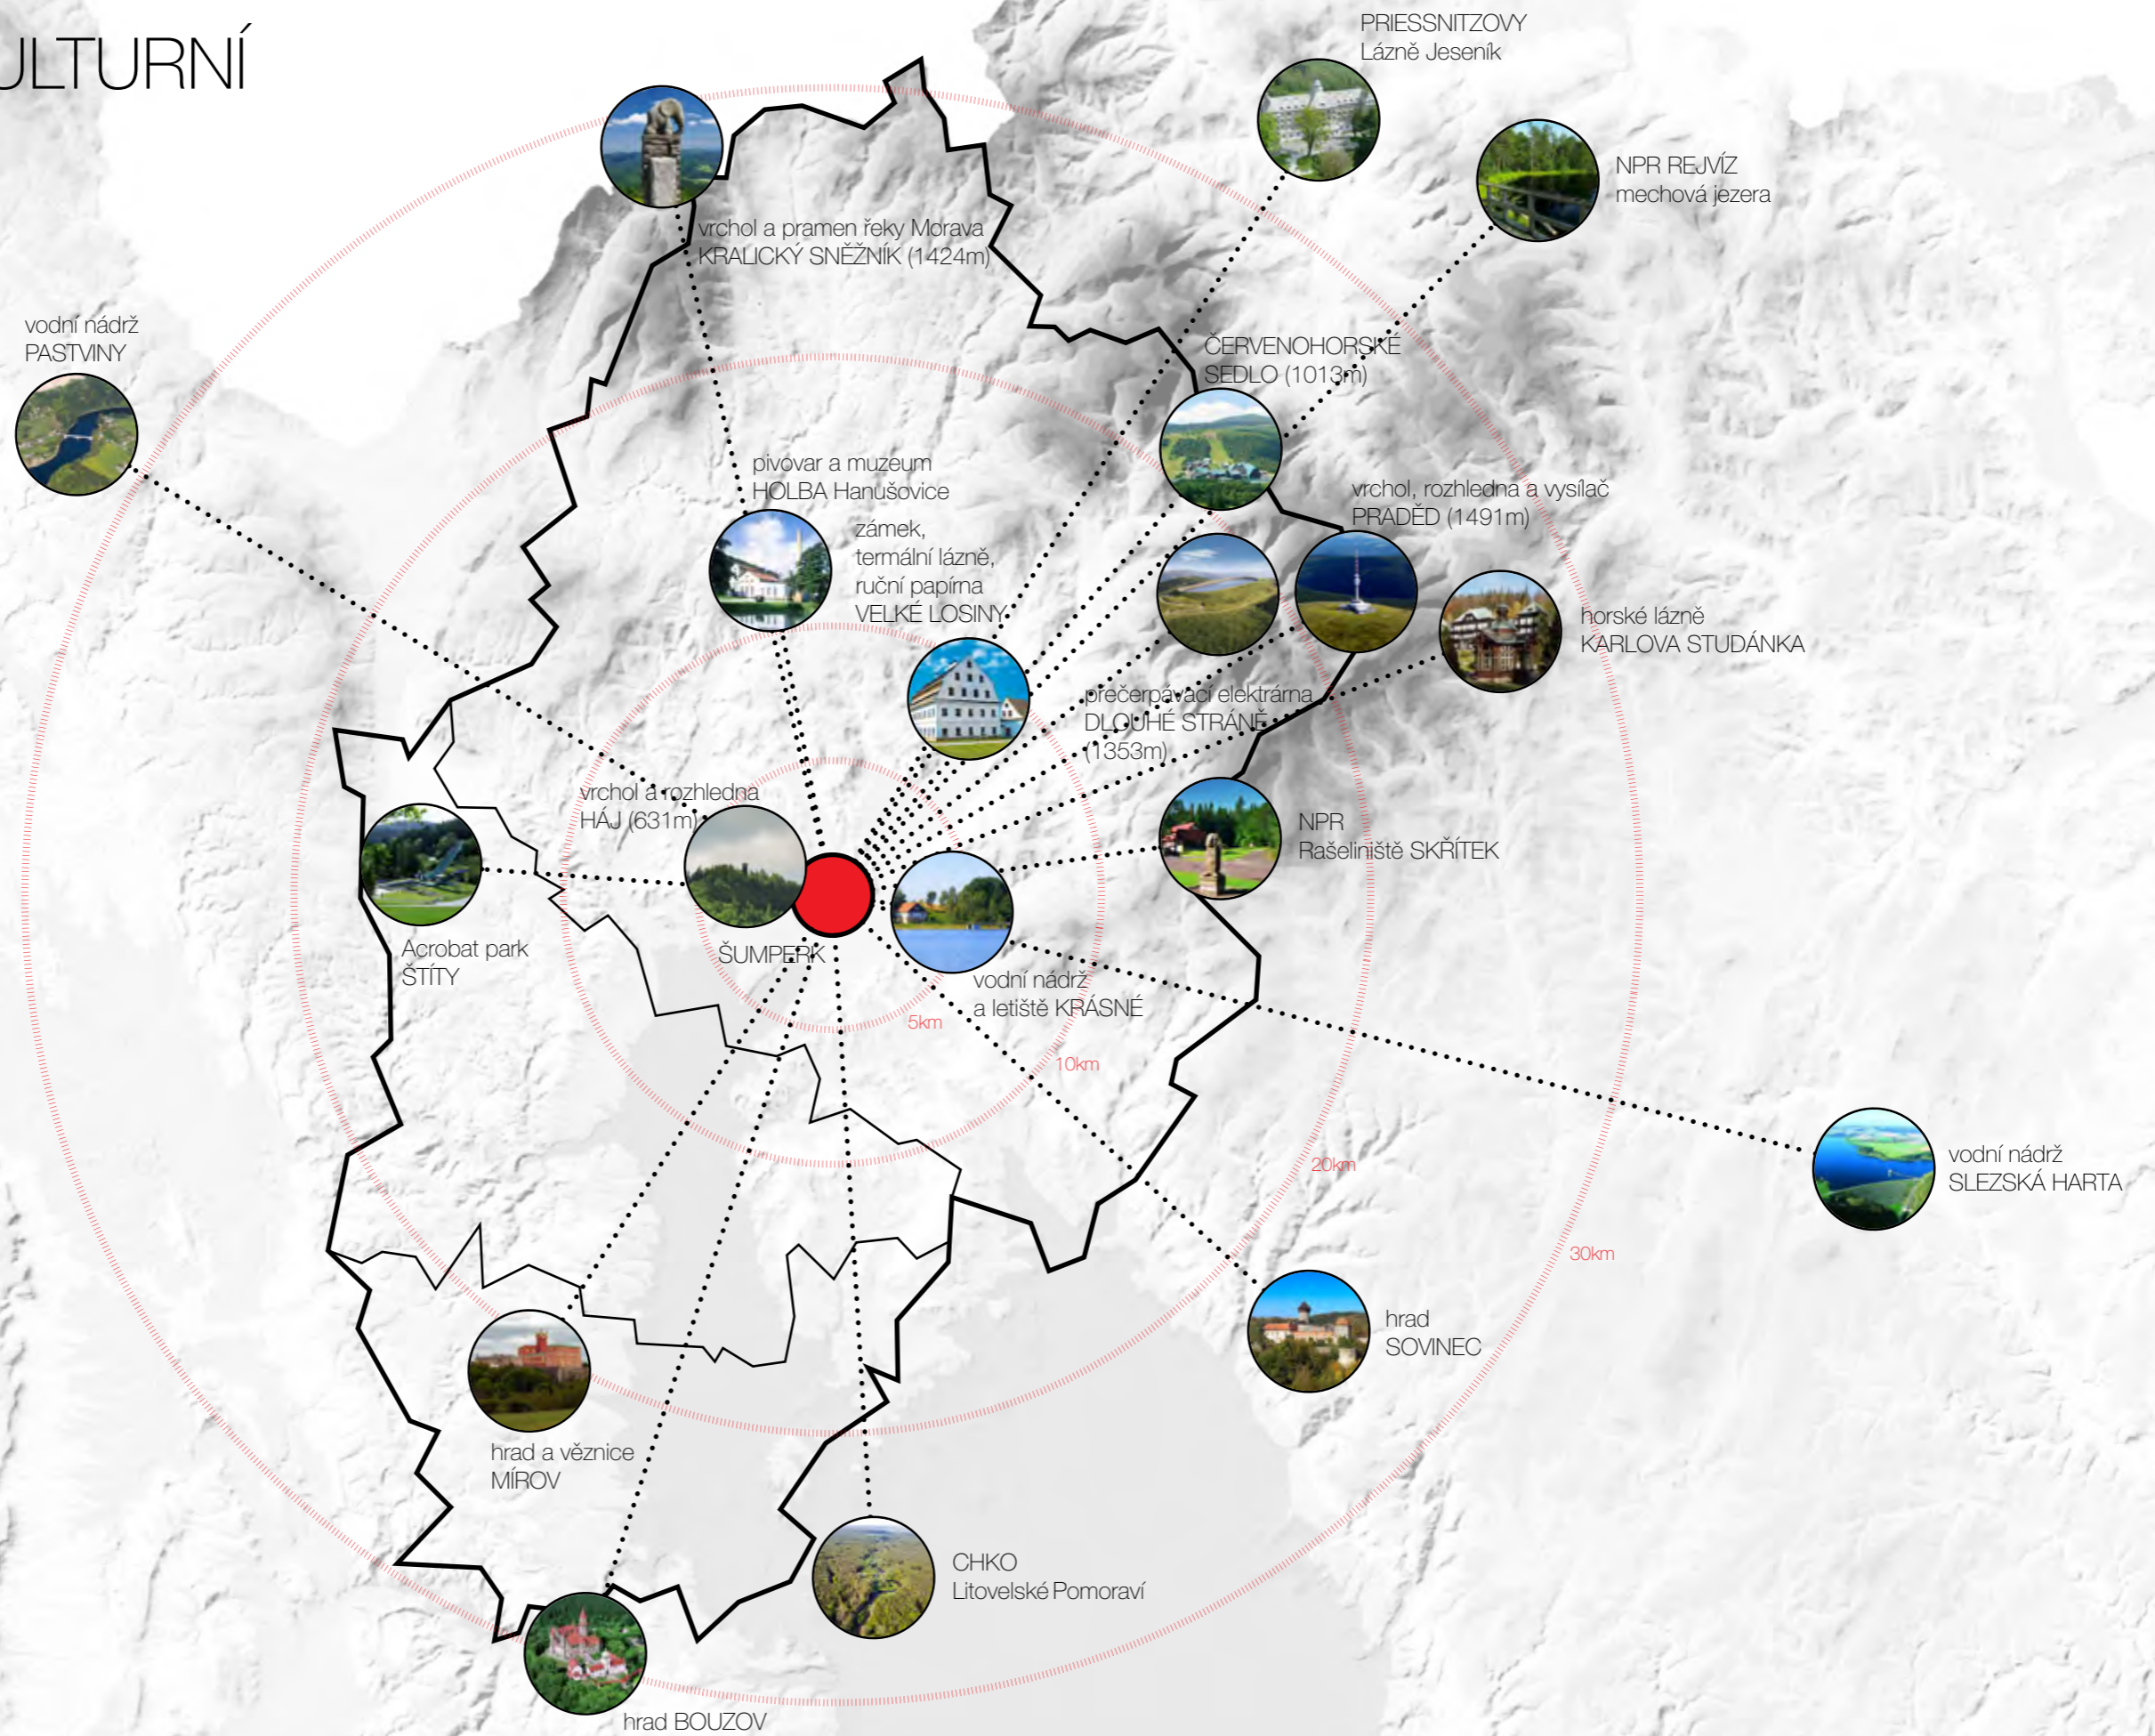 ULTURNÍ
PRIESSNITZOVY
Lázně Jeseník
NPR REJVÍZ
mechová jezera
vrchol a pramen řeky Morava
KRALICKÝ SNĚŽNÍK (1424m)
vodní nádrž
PASTVINY
ČERVENOHORSKÉ
SEDLO (1013m)
pivovar a muzeum
HOLBA Hanušovice
vrchol, rozhledna a vysílač
PRADĚD (1491m)
zámek,
termální lázně,
ruční papírna
VELKÉ LOSINY
horské lázně
KARLOVA STUDÁNKA
přečerpávací elektrárna
DLOUHÉ STRÁNĚ
(1353m)
vrchol a rozhledna
HÁJ (631m)
NPR
Rašeliniště SKŘÍTEK
Acrobat park
ŠTÍTY
ŠUMPERK
vodní nádrž
a letiště KRÁSNÉ
5km
10km
20km
30km
vodní nádrž
SLEZSKÁ HARTA
hrad
SOVINEC
hrad a věznice
MÍROV
CHKO
Litovelské Pomoraví
hrad BOUZOV